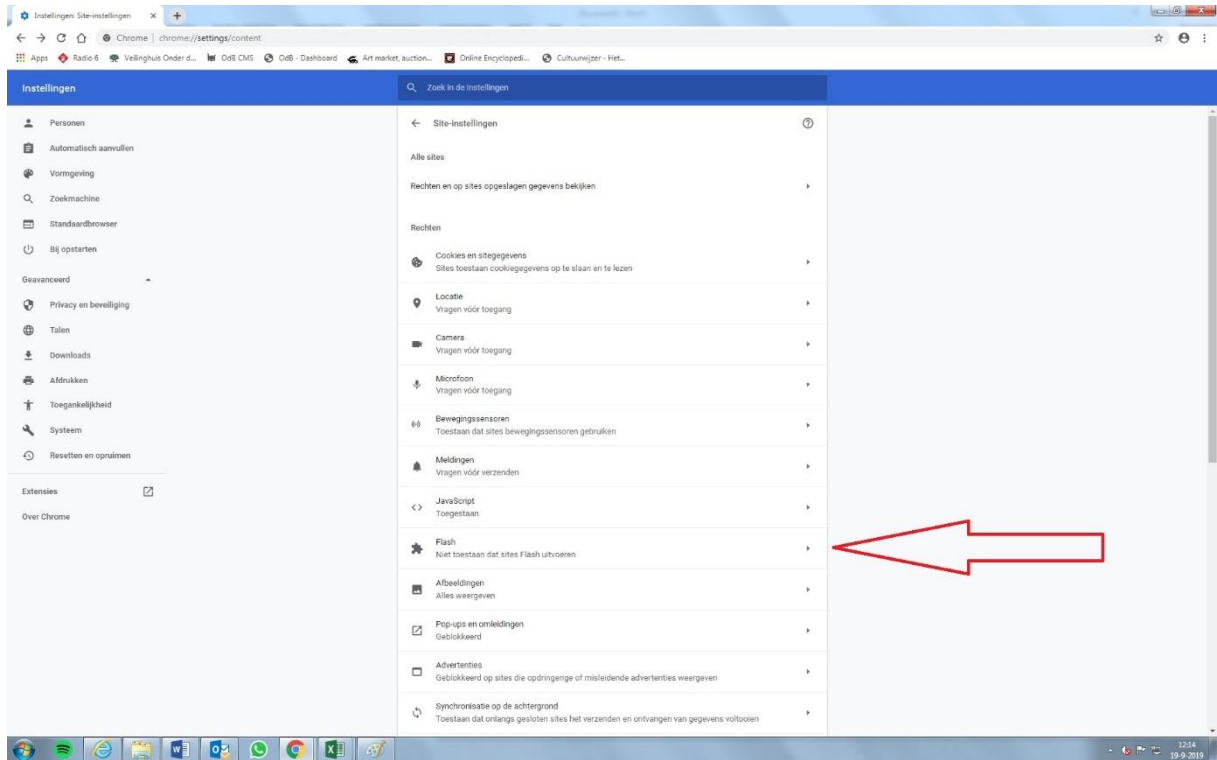 Instellingen: Site-instellingen
Chrome | chrome://settings/content
Apps Radio 6 Veilinghuis Onder d... OdB CMS OdB - Dashboard Art market, auction... Online Encyclopedi... Cultuurwijzer - Het...
Instellingen
Zoek in de instellingen
Personen
Automatisch aanvullen
Vormgeving
Zoekmachine
Standaardbrowser
Bij opstarten
Geavanceerd
Privacy en beveiliging
Talen
Downloads
Afdrukken
Toegankelijkheid
Systeem
Resetten en opruimen
Extensies
Over Chrome
Site-instellingen
Alle sites
Rechten en op sites opgeslagen gegevens bekijken
Rechten
Cookies en sitegegevens
Sites toestaan cookiegegevens op te slaan en te lezen
Locatie
Vragen vóór toegang
Camera
Vragen vóór toegang
Microfoon
Vragen vóór toegang
Bewegingssensoren
Toestaan dat sites bewegingssensoren gebruiken
Meldingen
Vragen vóór verzenden
JavaScript
Toegestaan
Flash
Niet toestaan dat sites Flash uitvoeren
Afbeeldingen
Alles weergeven
Pop-ups en omleidingen
Geblokkeerd
Advertenties
Geblokkeerd op sites die opdringerige of misleidende advertenties weergeven
Synchronisatie op de achtergrond
Toestaan dat onlangs gesloten sites het verzenden en ontvangen van gegevens voltooien
12:14
19-9-2019